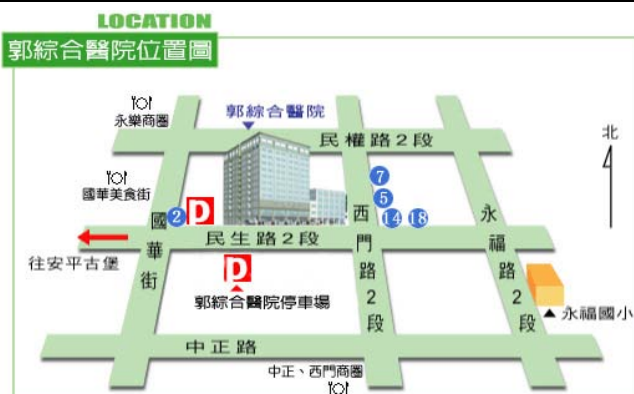 LOCATION
郭綜合醫院位置圖
永樂商圈
郭綜合醫院
民權路2段
北
國華美食街
7
5
14 18
2
D
國華街
民生路2段
西門路2段
永福路2段
往安平古堡
D
郭綜合醫院停車場
永福國小
中正路
中正、西門商圈